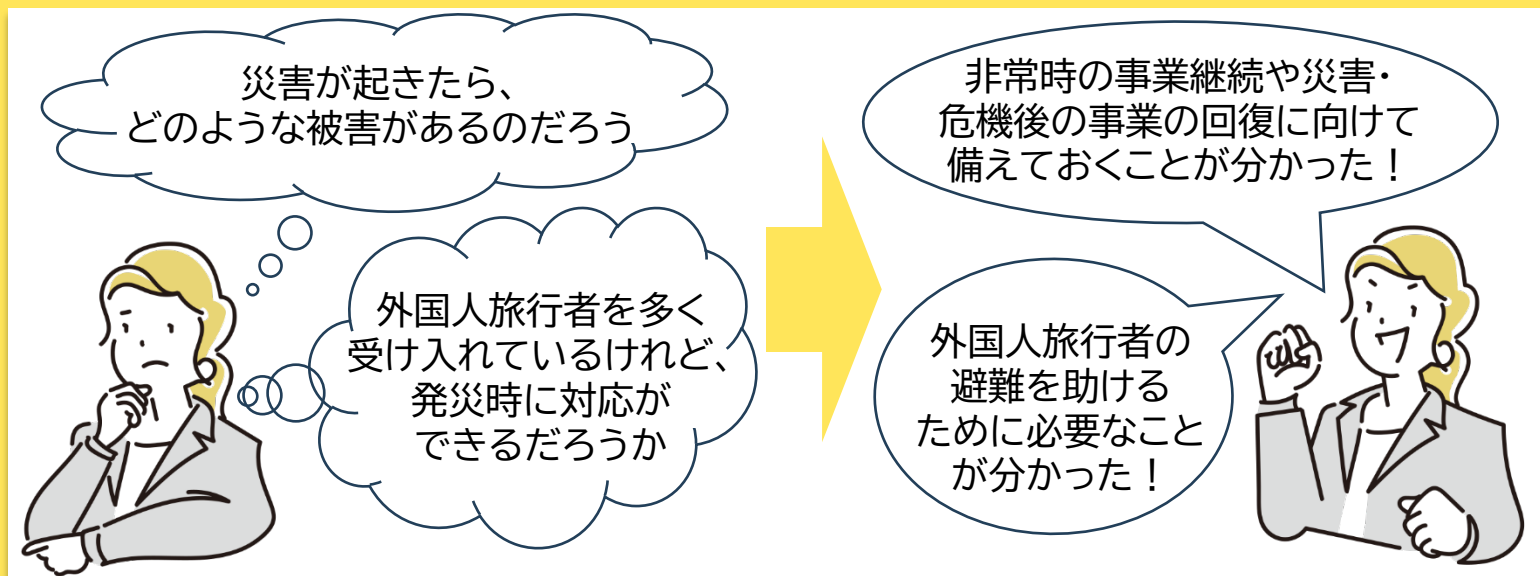 災害が起きたら、
どのような被害があるのだろう
外国人旅行者を多く
受け入れているけれど、
発災時に対応が
できるだろうか
非常時の事業継続や災害・
危機後の事業の回復に向けて
備えておくことが分かった！
外国人旅行者の
避難を助ける
ために必要なこと
が分かった！